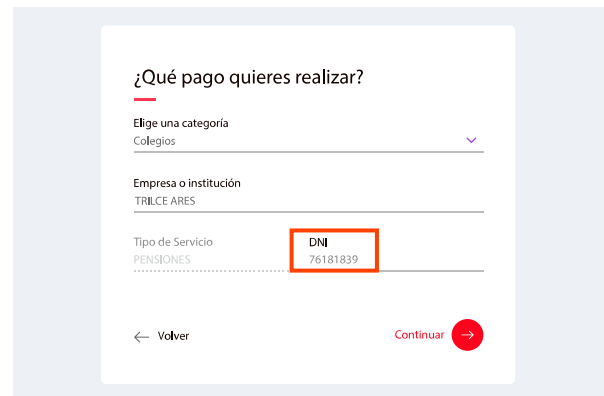 ¿Qué pago quieres realizar?
Elige una categoría
Colegios
Empresa o institución
TRILCE ARES
Tipo de Servicio
PENSIONES
DNI
76181839
Volver
Continuar